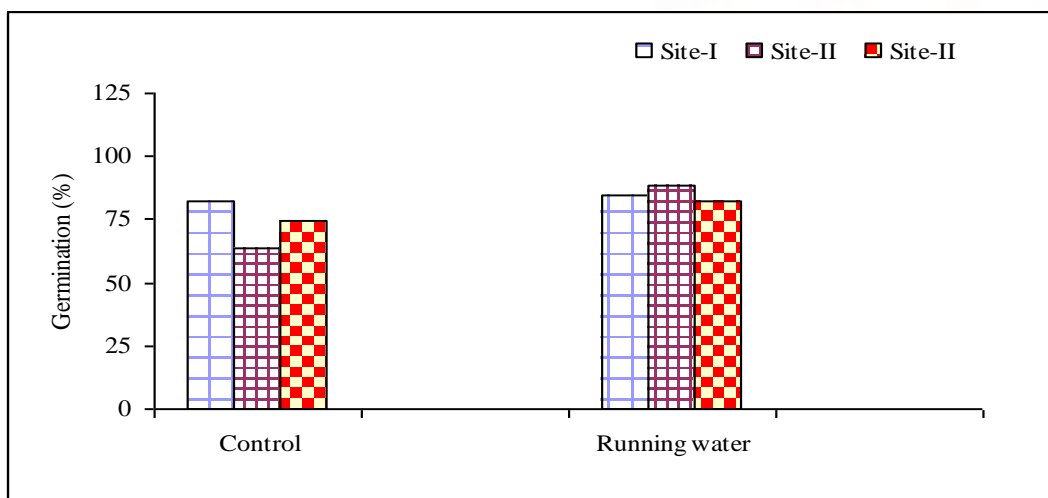 Site-I Site-II Site-II
125
100
75
50
25
0
Germination (%)
Control Running water